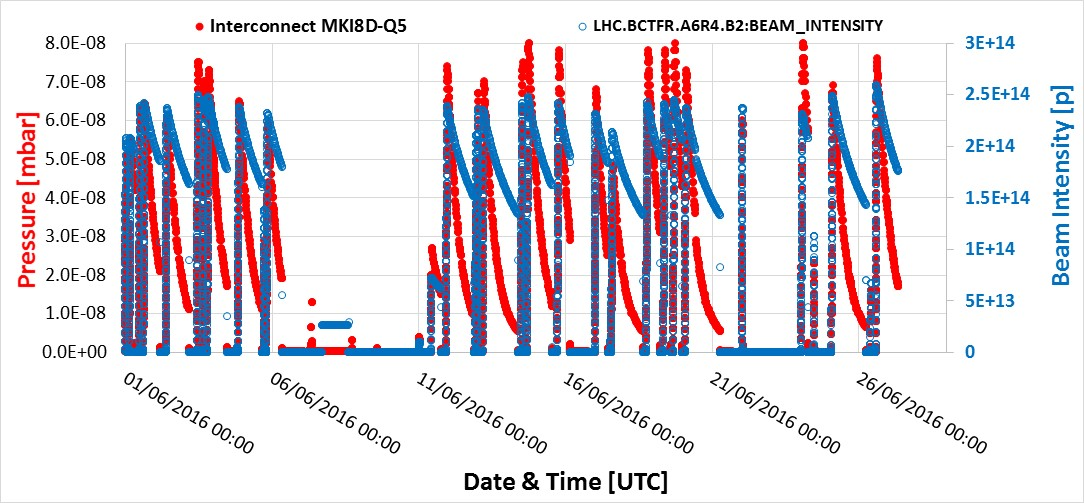 Interconnect MKI8D-Q5
LHC.BCTFR.A6R4.B2:BEAM_INTENSITY
8.0E-08
7.0E-08
6.0E-08
5.0E-08
4.0E-08
3.0E-08
2.0E-08
1.0E-08
0.0E+00
Pressure [mbar]
3E+14
2.5E+14
2E+14
1.5E+14
1E+14
5E+13
0
Beam Intensity [p]
01/06/2016 00:00
06/06/2016 00:00
11/06/2016 00:00
16/06/2016 00:00
21/06/2016 00:00
26/06/2016 00:00
Date & Time [UTC]